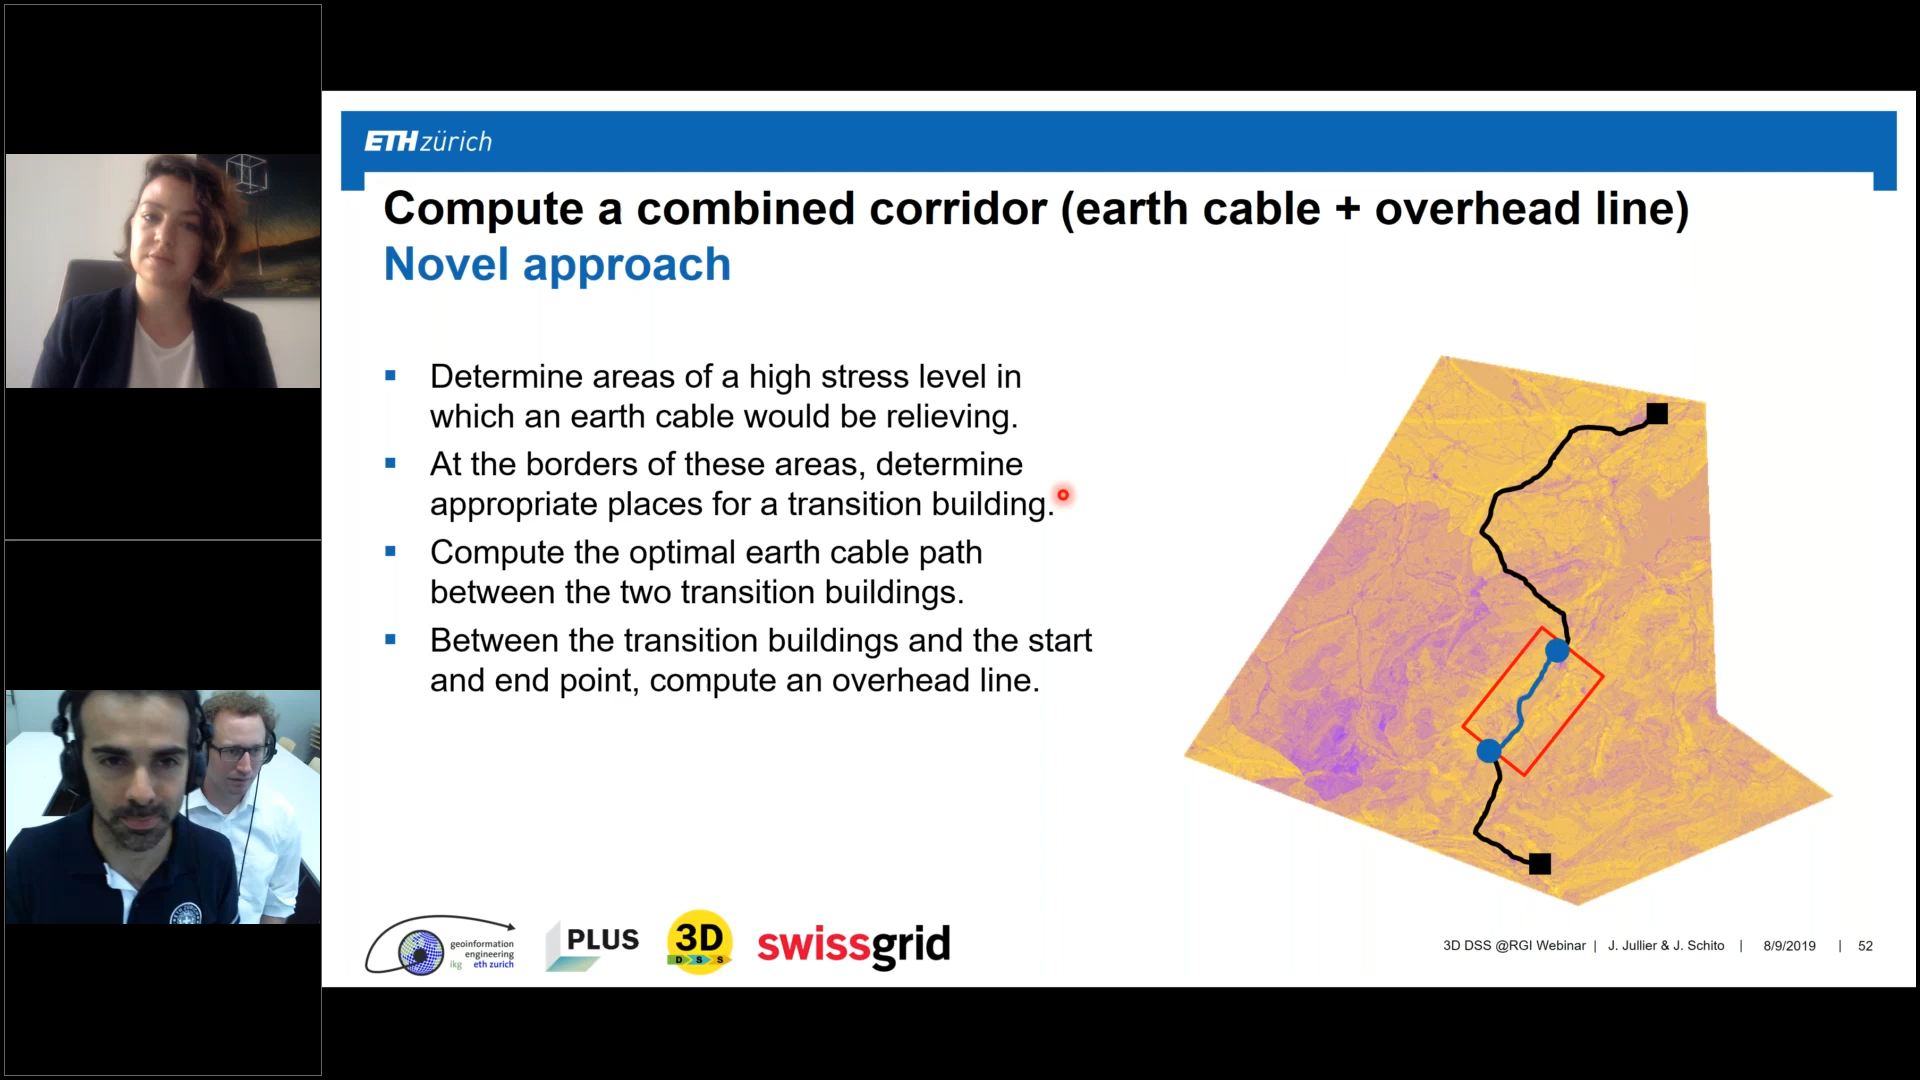 ETH zürich
Compute a combined corridor (earth cable + overhead line)
Novel approach
Determine areas of a high stress level in
which an earth cable would be relieving.
At the borders of these areas, determine
appropriate places for a transition building.
Compute the optimal earth cable path
between the two transition buildings.
Between the transition buildings and the start
and end point, compute an overhead line.
geoinformation
engineering
ikg eth zurich
PLUS
3D
D S S
swissgrid
3D DSS @RGI Webinar | J. Jullier & J. Schito | 8/9/2019 | 52